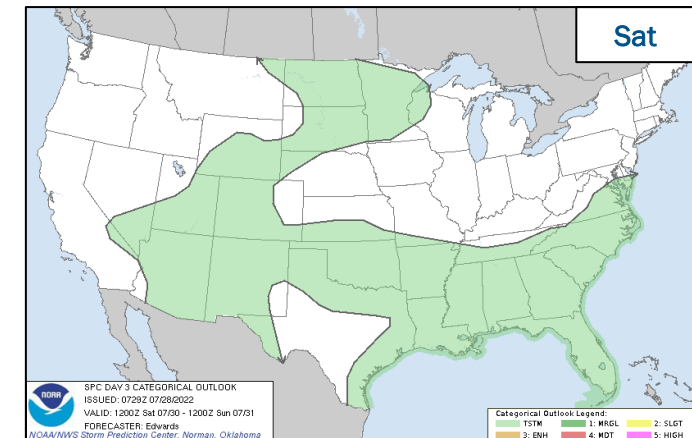 Sat
NOAA
SPC DAY 3 CATEGORICAL OUTLOOK
ISSUED: 0729Z 07/28/2022
VALID: 1200Z Sat 07/30 - 1200Z Sun 07/31
FORECASTER: Edwards
NOAA/NWS Storm Prediction Center, Norman, Oklahoma
Categorical Outlook Legend:
TSTM 1: MRGL 2: SLGT
3: ENH 4: MDT 5: HIGH